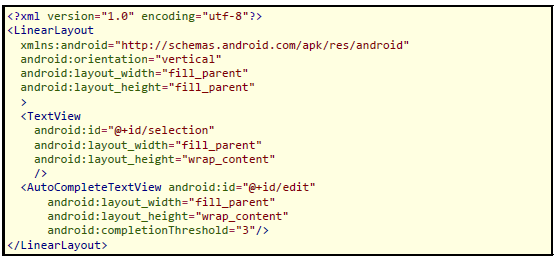 <?xml version="1.0" encoding="utf-8"?>
<LinearLayout
xmlns:android="http://schemas.android.com/apk/res/android"
android:orientation="vertical"
android:layout_width="fill_parent"
android:layout_height="fill_parent"
>
<TextView
android:id="@+id/selection"
android:layout_width="fill_parent"
android:layout_height="wrap_content"
/>
<AutoCompleteTextView android:id="@+id/edit"
android:layout_width="fill_parent"
android:layout_height="wrap_content"
android:completionThreshold="3"/>
</LinearLayout>